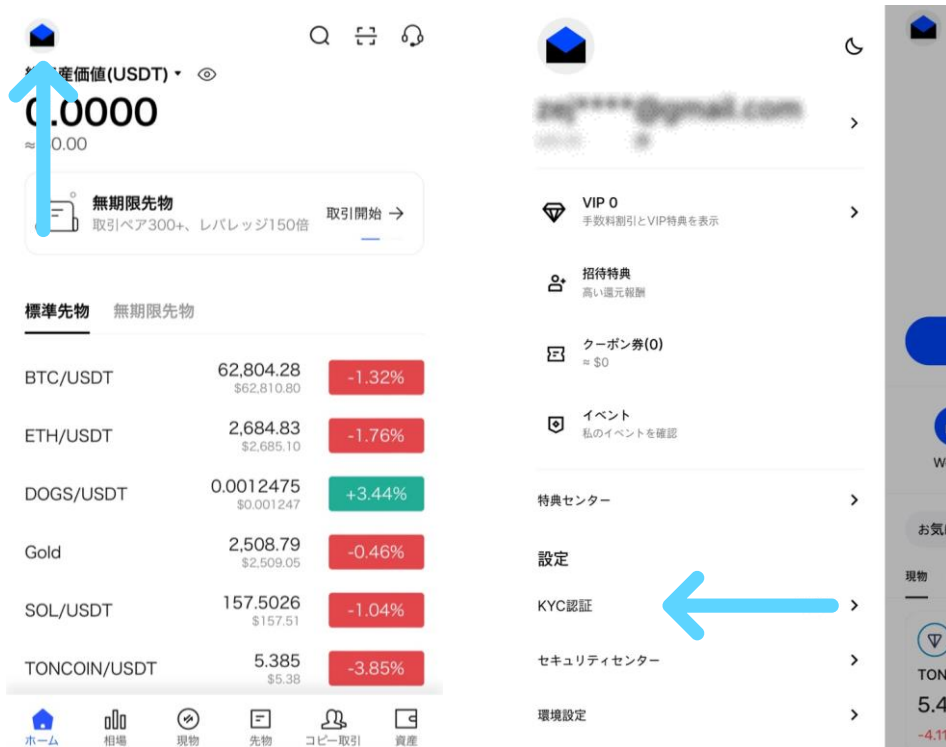 産価値(USDT)
0.0000
無期限先物
取引ペア300+、レバレッジ150倍
取引開始 →
標準先物 無期限先物
BTC/USDT 62,804.28 -1.32%
$62,810.80
ETH/USDT 2,684.83 -1.76%
$2,685.10
DOGS/USDT 0.0012475 +3.44%
$0.001247
Gold 2,508.79 -0.46%
$2,509.05
SOL/USDT 157.5026 -1.04%
$157.51
TONCOIN/USDT 5.385 -3.85%
$5.38
ホーム 相場 現物 先物 コピー取引 資産
zej****@gmail.com
VIP 0
手数料割引とVIP特典を表示
招待特典
高い還元報酬
クーポン券(0)
≈ $0
イベント
私のイベントを確認
特典センター
設定
KYC認証
セキュリティセンター
環境設定
お気
現物
TON
5.4
-4.11